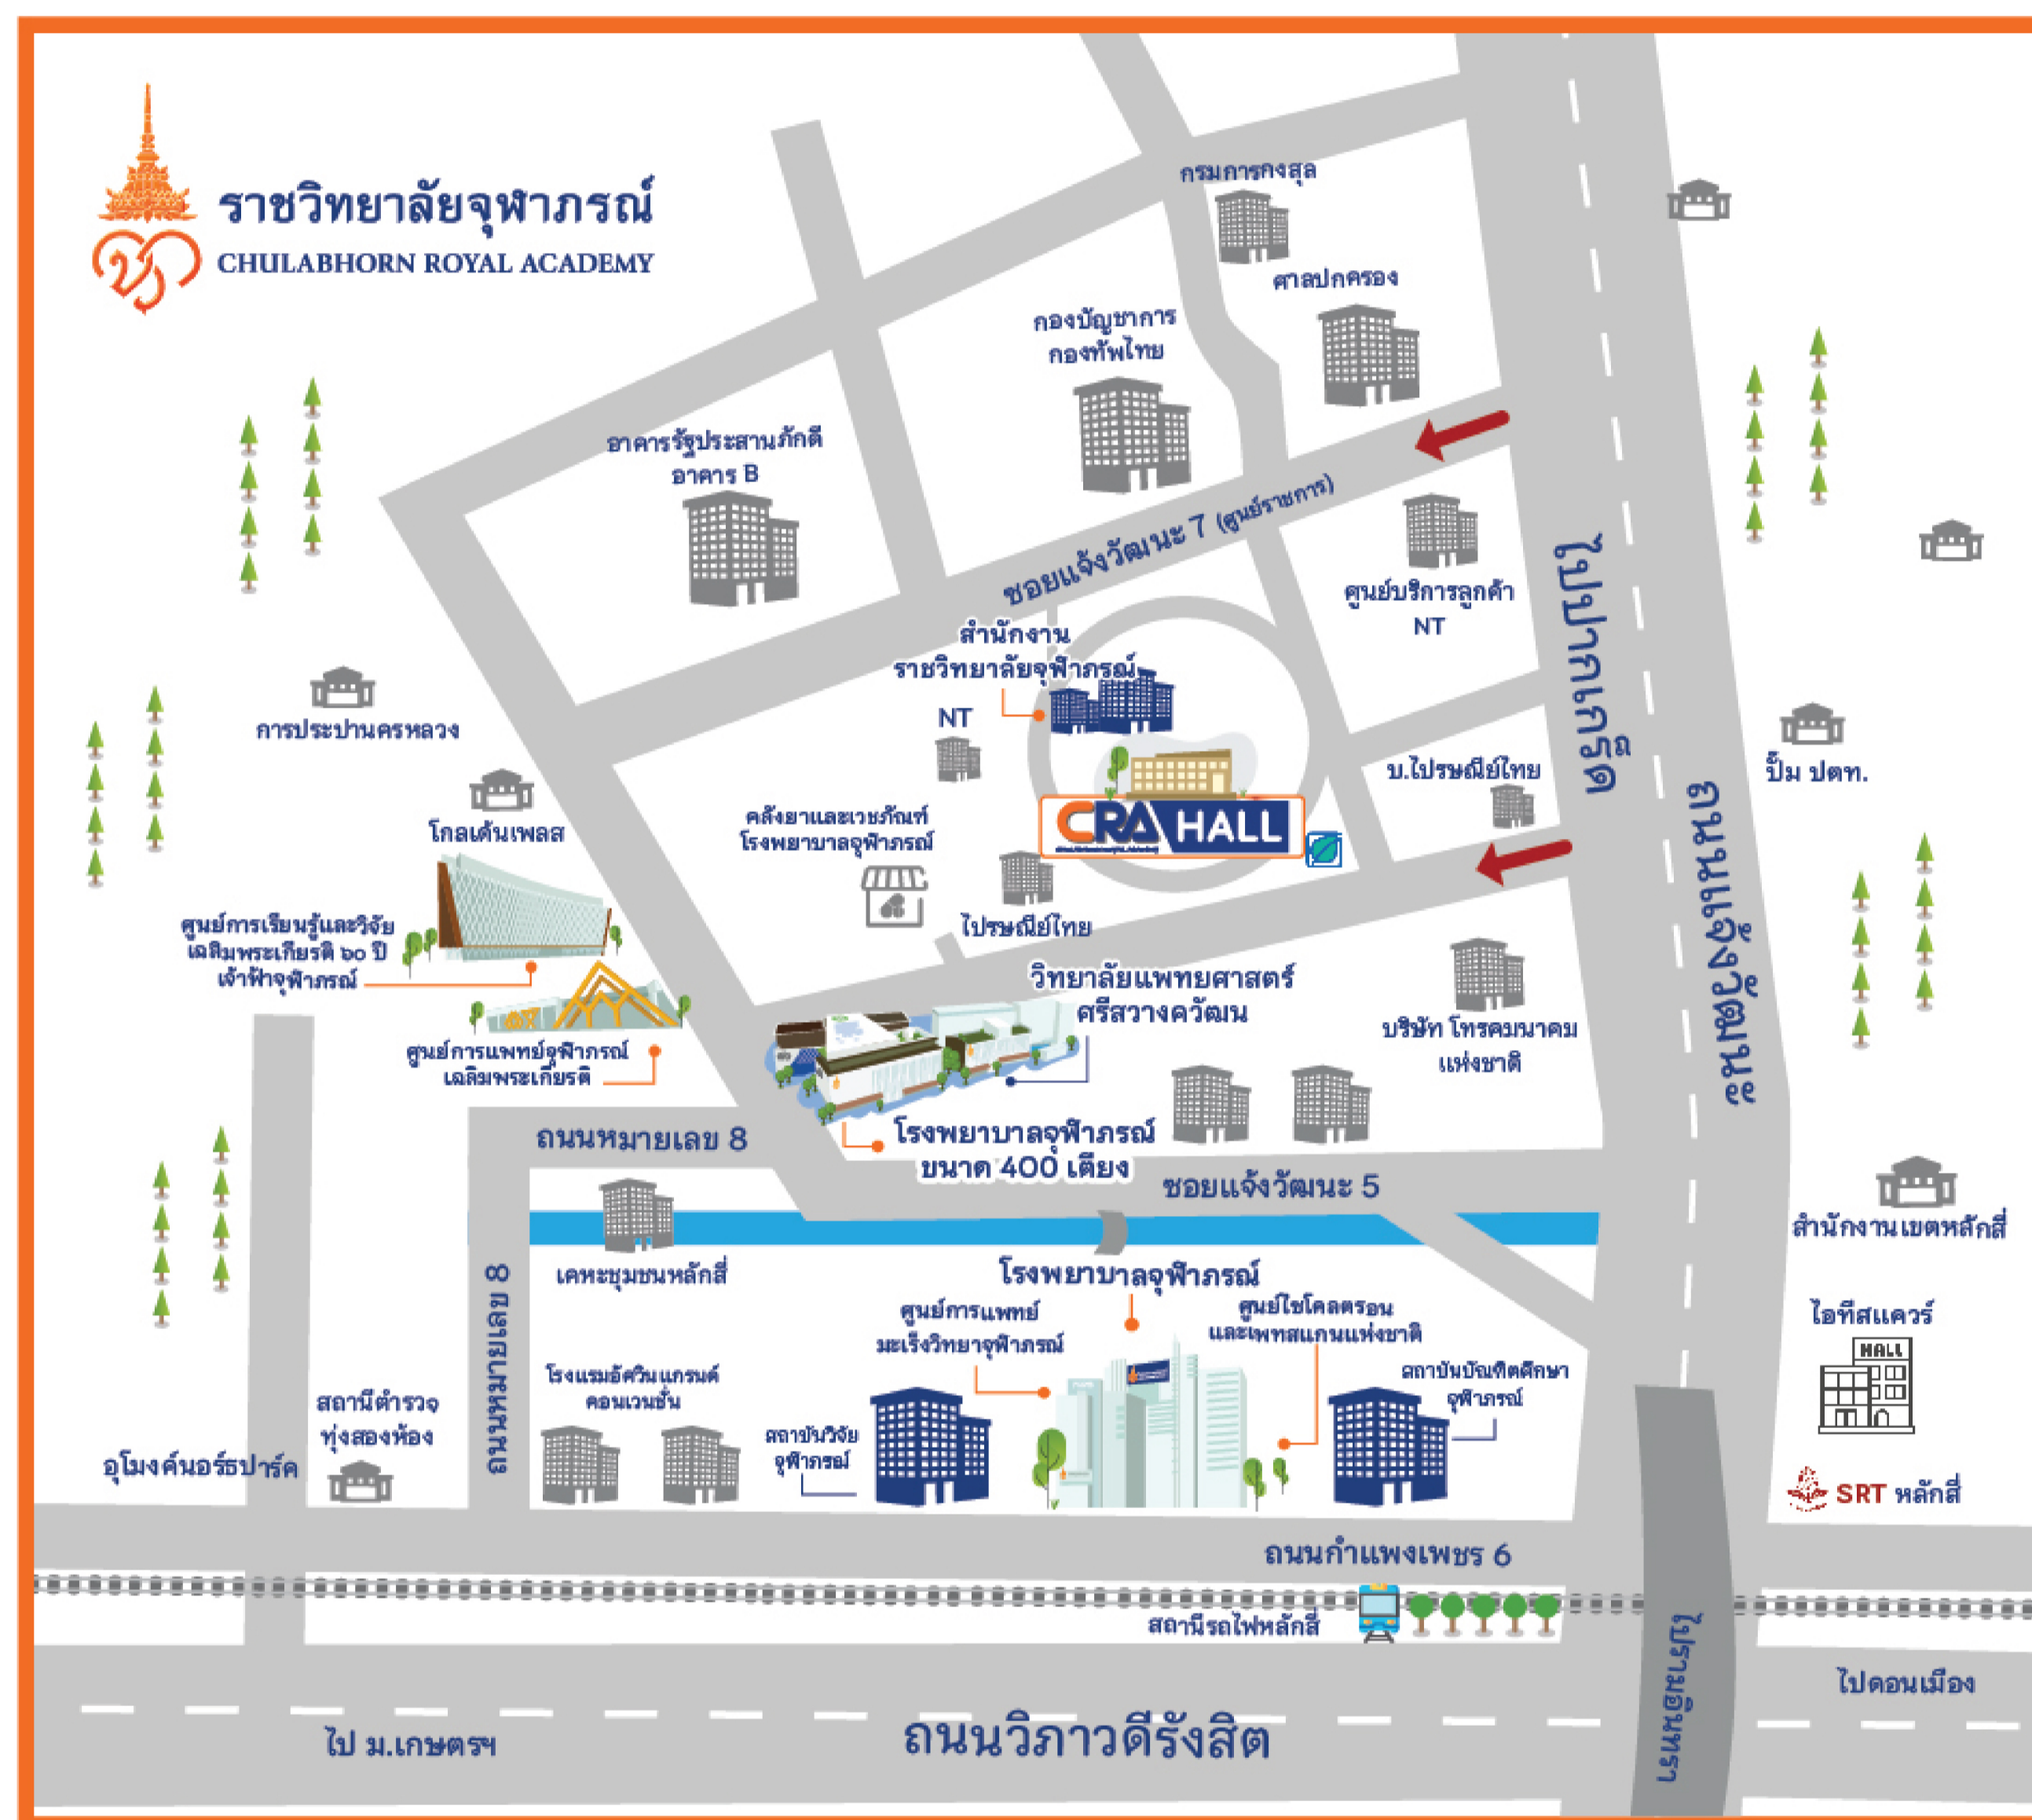 ราชวิทยาลัยจุฬาภรณ์
CHULABHORN ROYAL ACADEMY
กรมการกงสุล
ศาลปกครอง
กองบัญชาการ
กองทัพไทย
อาคารรัฐประสานภักดี
อาคาร B
ซอยแจ้งวัฒนะ 7 (ศูนย์ราชการ)
ศูนย์บริการลูกค้า
NT
ไปปากเกร็ด
สำนักงาน
ราชวิทยาลัยจุฬาภรณ์
NT
การประปานครหลวง
บ.ไปรษณีย์ไทย
ปั๊ม ปตท.
CRA HALL
คลังยาและเวชภัณฑ์
โรงพยาบาลจุฬาภรณ์
โกลเด้นเพลส
ถนนแจ้งวัฒนะ
ไปรษณีย์ไทย
ศูนย์การเรียนรู้และวิจัย
เฉลิมพระเกียรติ ๖๐ ปี
เจ้าฟ้าจุฬาภรณ์
วิทยาลัยแพทยศาสตร์
ศรีสวางควัฒน
บริษัท โทรคมนาคม
แห่งชาติ
ศูนย์การแพทย์จุฬาภรณ์
เฉลิมพระเกียรติ
ถนนหมายเลข 8
โรงพยาบาลจุฬาภรณ์
ขนาด 400 เตียง
ซอยแจ้งวัฒนะ 5
สำนักงานเขตหลักสี่
เคหะชุมชนหลักสี่
โรงพยาบาลจุฬาภรณ์
ถนนหมายเลข 8
ศูนย์การแพทย์
มะเร็งวิทยาจุฬาภรณ์
ศูนย์ไซโคลตรอน
และเพทสแกนแห่งชาติ
ไอทีสแควร์
HALL
โรงแรมอัศวินแกรนด์
คอนเวนชั่น
สถาบันบัณฑิตศึกษา
จุฬาภรณ์
สถานีตำรวจ
ทุ่งสองห้อง
สถาบันวิจัย
จุฬาภรณ์
อุโมงค์นอร์ธปาร์ค
SRT หลักสี่
ถนนกำแพงเพชร 6
สถานีรถไฟหลักสี่
ไปรามอินทรา
ไปดอนเมือง
ไป ม.เกษตรฯ
ถนนวิภาวดีรังสิต